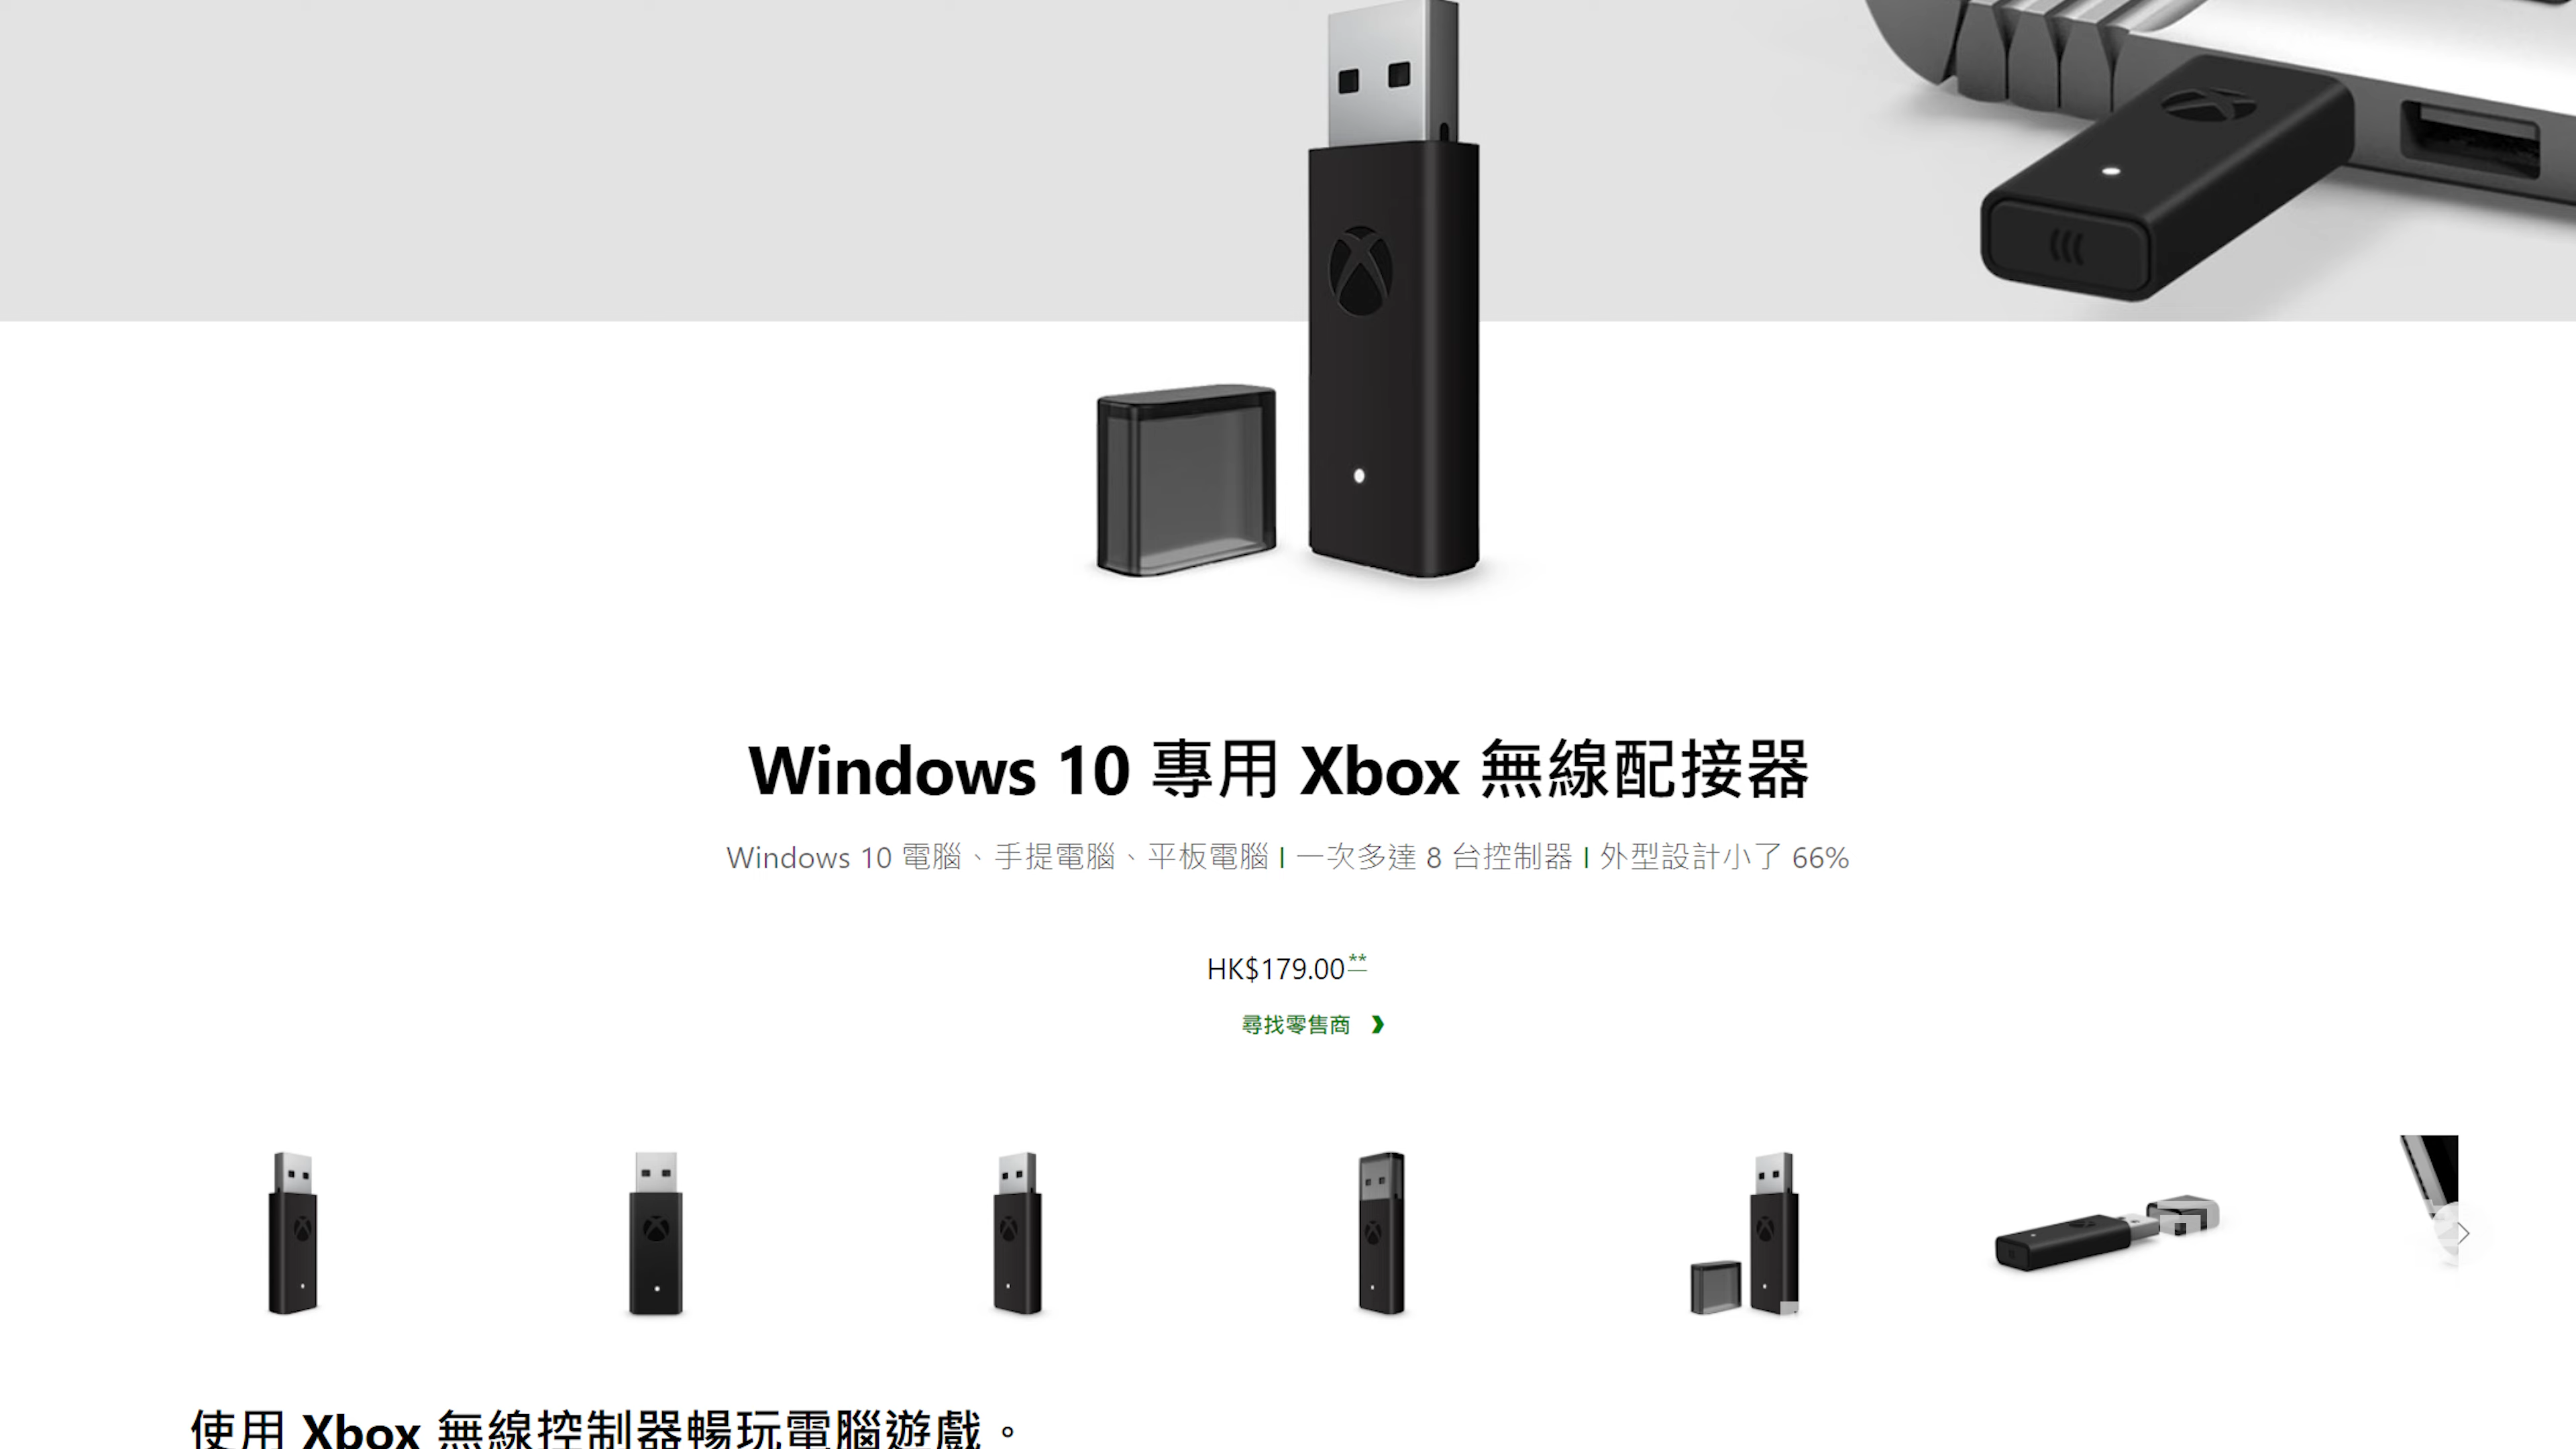 Windows 10 專用 Xbox 無線配接器
Windows 10 電腦、手提電腦、平板電腦 I 一次多達 8 台控制器 I 外型設計小了 66%
HK$179.00**
尋找零售商
使用 Xbox 無線控制器暢玩電腦遊戲。